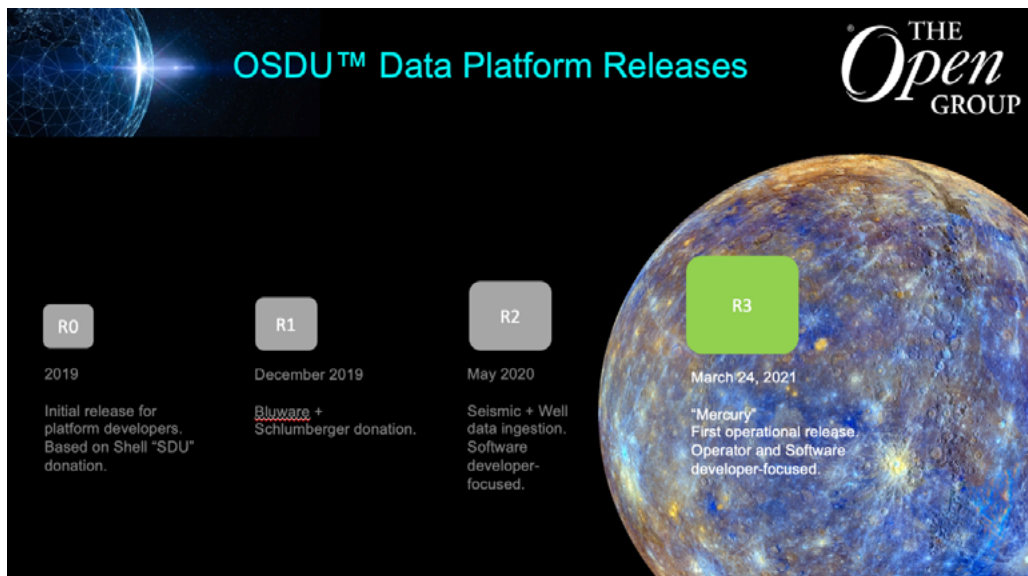 OSDU™ Data Platform Releases
® THE
Open
GROUP
R0
2019
Initial release for
platform developers.
Based on Shell “SDU”
donation.
R1
December 2019
Bluware +
Schlumberger donation.
R2
May 2020
Seismic + Well
data ingestion.
Software
developer-
focused.
R3
March 24, 2021
“Mercury”
First operational release.
Operator and Software
developer-focused.